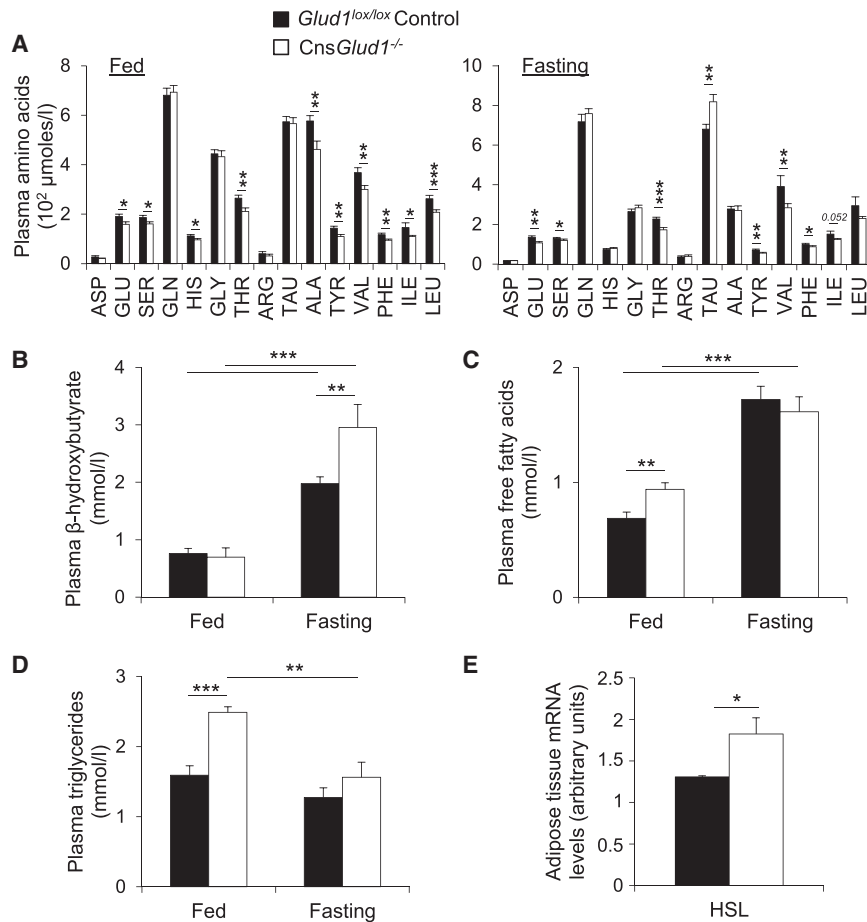 Glud1lox/lox Control
CnsGlud1-/-
A
Fed
Plasma amino acids
(10² µmoles/l)
8
6
4
2
0
* * * ** ** ** ** ** * ***
ASP GLU SER GLN HIS GLY THR ARG TAU ALA TYR VAL PHE ILE LEU
Fasting
10
8
6
4
2
0
** * *** ** ** ** * 0.052
ASP GLU SER GLN HIS GLY THR ARG TAU ALA TYR VAL PHE ILE LEU
B
Plasma β-hydroxybutyrate
(mmol/l)
4
3
2
1
0
***
**
Fed Fasting
C
Plasma free fatty acids
(mmol/l)
2
1
0
***
**
Fed Fasting
D
Plasma triglycerides
(mmol/l)
3
2
1
0
***
**
Fed Fasting
E
Adipose tissue mRNA
levels (arbitrary units)
2.5
2
1.5
1
0.5
0
*
HSL